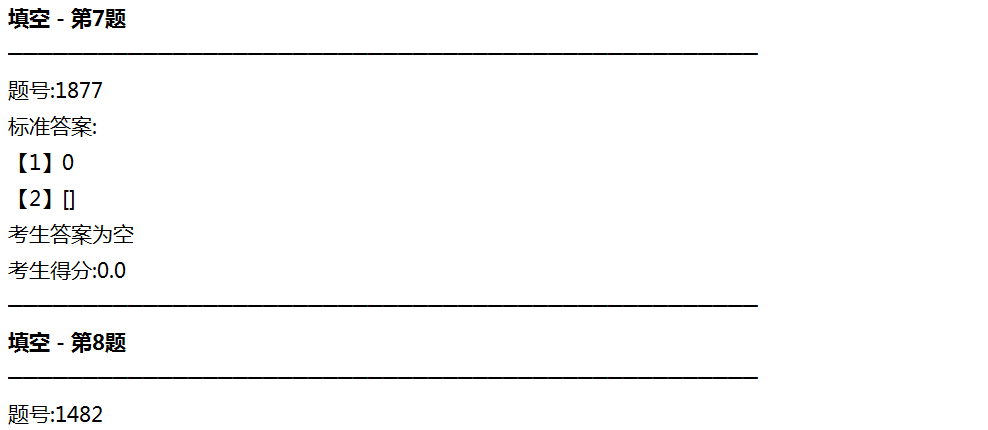 填空 - 第7题
题号:1877
标准答案:
【1】0
【2】[]
考生答案为空
考生得分:0.0
填空 - 第8题
题号:1482